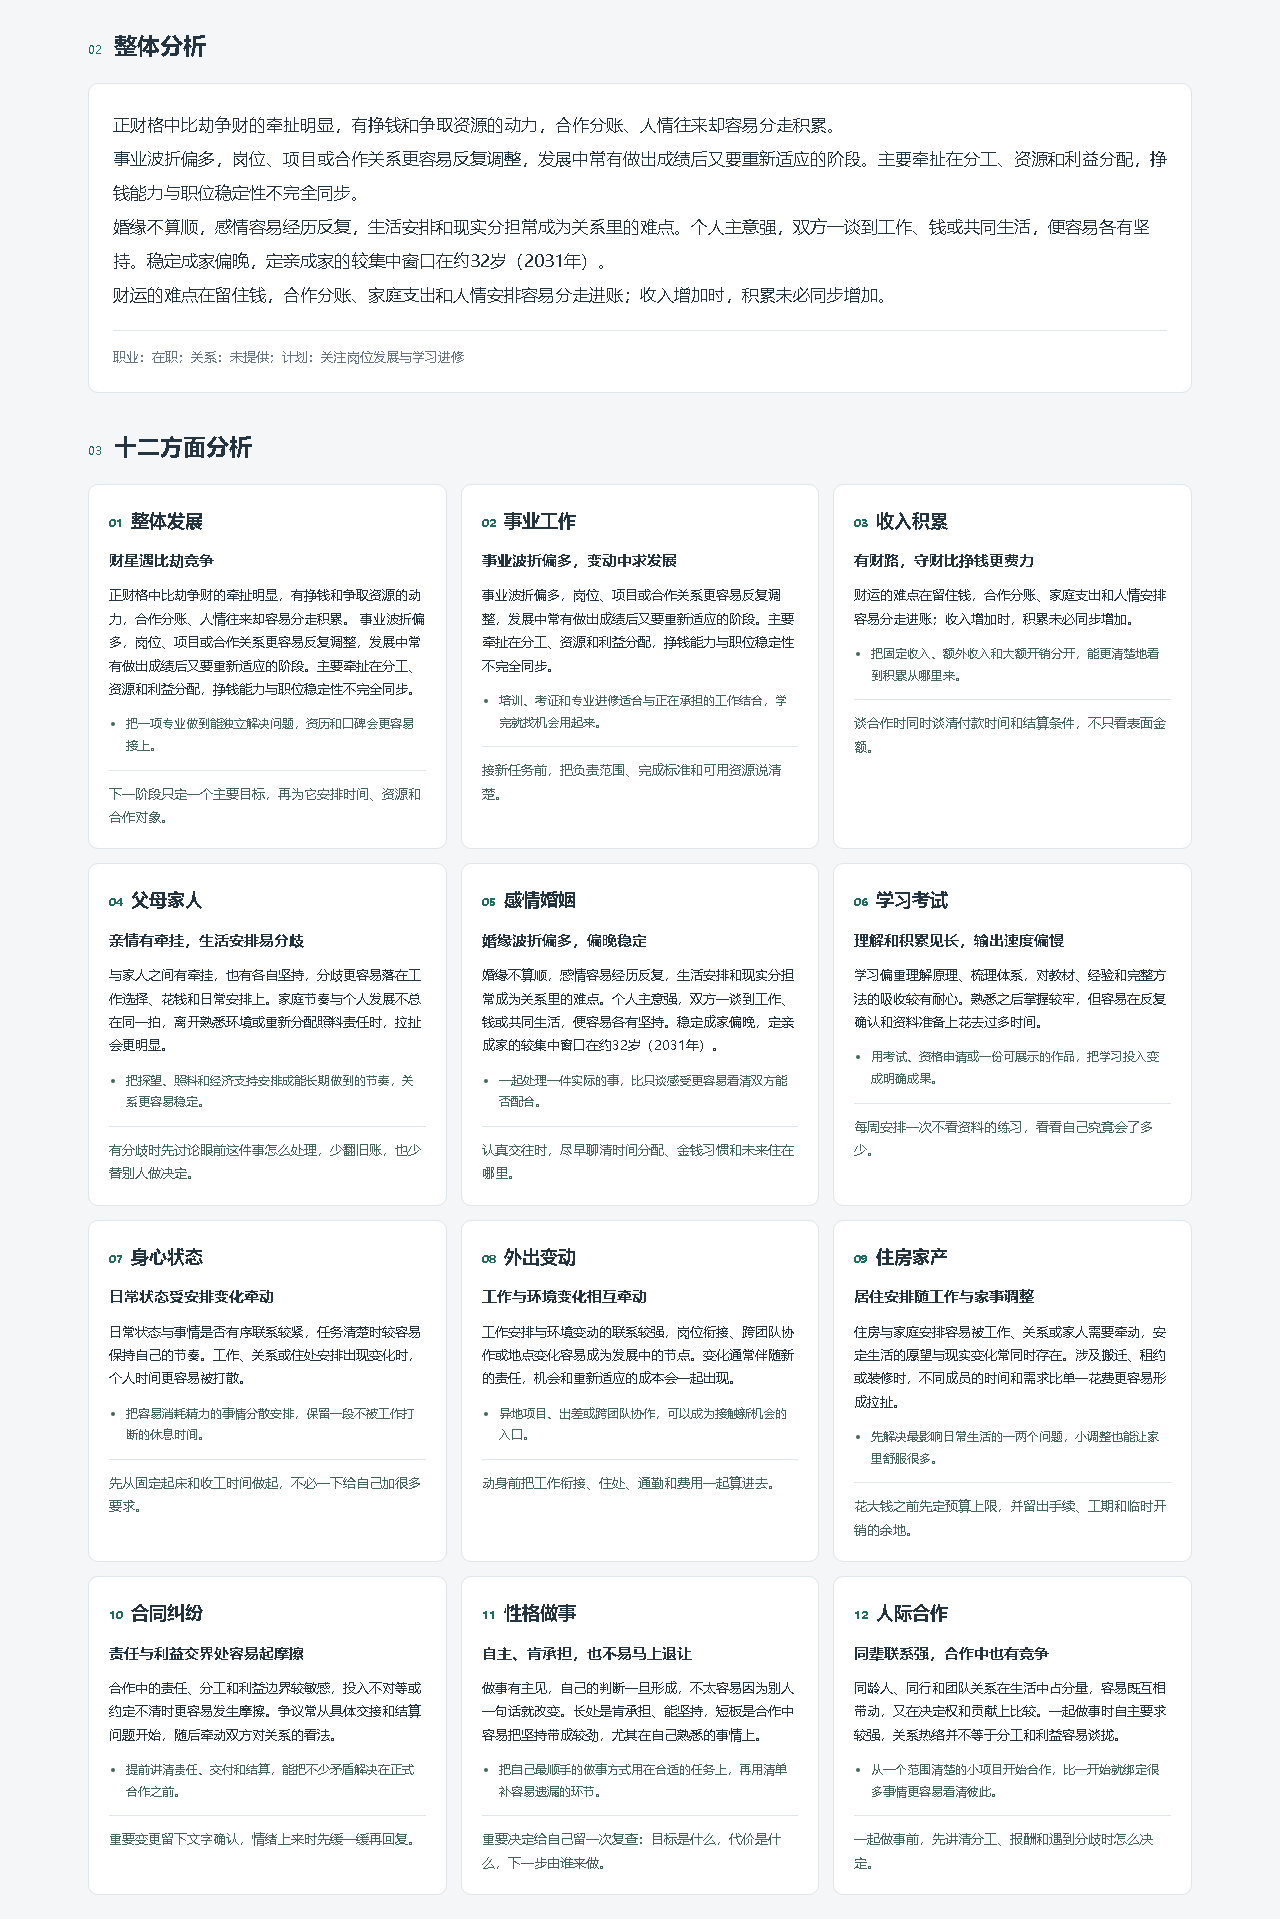 02 整体分析
正财格中比劫争财的牵扯明显，有挣钱和争取资源的动力，合作分账、人情往来却容易分走积累。
事业波折偏多，岗位、项目或合作关系更容易反复调整，发展中常有做出成绩后又要重新适应的阶段。主要牵扯在分工、资源和利益分配，挣
钱能力与职位稳定性不完全同步。
婚缘不算顺，感情容易经历反复，生活安排和现实分担常成为关系里的难点。个人主意强，双方一谈到工作、钱或共同生活，便容易各有坚
持。稳定成家偏晚，定亲成家的较集中窗口在约32岁（2031年）。
财运的难点在留住钱，合作分账、家庭支出和人情安排容易分走进账；收入增加时，积累未必同步增加。
职业：在职；关系：未提供；计划：关注岗位发展与学习进修
03 十二方面分析
01 整体发展
财星遇比劫竞争
正财格中比劫争财的牵扯明显，有挣钱和争取资源的动
力，合作分账、人情往来却容易分走积累。 事业波折偏
多，岗位、项目或合作关系更容易反复调整，发展中常
有做出成绩后又要重新适应的阶段。主要牵扯在分工、
资源和利益分配，挣钱能力与职位稳定性不完全同步。
• 把一项专业做到能独立解决问题，资历和口碑会更容易
接上。
下一阶段只定一个主要目标，再为它安排时间、资源和
合作对象。
02 事业工作
事业波折偏多，变动中求发展
事业波折偏多，岗位、项目或合作关系更容易反复调
整，发展中常有做出成绩后又要重新适应的阶段。主要
牵扯在分工、资源和利益分配，挣钱能力与职位稳定性
不完全同步。
• 培训、考证和专业进修适合与正在承担的工作结合，学
完就找机会用起来。
接新任务前，把负责范围、完成标准和可用资源说清
楚。
03 收入积累
有财路，守财比挣钱更费力
财运的难点在留住钱，合作分账、家庭支出和人情安排
容易分走进账；收入增加时，积累未必同步增加。
• 把固定收入、额外收入和大额开销分开，能更清楚地看
到积累从哪里来。
谈合作时同时谈清付款时间和结算条件，不只看表面金
额。
04 父母家人
亲情有牵挂，生活安排易分歧
与家人之间有牵挂，也有各自坚持，分歧更容易落在工
作选择、花钱和日常安排上。家庭节奏与个人发展不总
在同一拍，离开熟悉环境或重新分配照料责任时，拉扯
会更明显。
• 把探望、照料和经济支持安排成能长期做到的节奏，关
系更容易稳定。
有分歧时先讨论眼前这件事怎么处理，少翻旧账，也少
替别人做决定。
05 感情婚姻
婚缘波折偏多，偏晚稳定
婚缘不算顺，感情容易经历反复，生活安排和现实分担
常成为关系里的难点。个人主意强，双方一谈到工作、
钱或共同生活，便容易各有坚持。稳定成家偏晚，定亲
成家的较集中窗口在约32岁（2031年）。
• 一起处理一件实际的事，比只谈感受更容易看清双方能
否配合。
认真交往时，尽早聊清时间分配、金钱习惯和未来住在
哪里。
06 学习考试
理解和积累见长，输出速度偏慢
学习偏重理解原理、梳理体系，对教材、经验和完整方
法的吸收较有耐心。熟悉之后掌握较牢，但容易在反复
确认和资料准备上花去过多时间。
• 用考试、资格申请或一份可展示的作品，把学习投入变
成明确成果。
每周安排一次不看资料的练习，看看自己究竟会了多
少。
07 身心状态
日常状态受安排变化牵动
日常状态与事情是否有序联系较紧，任务清楚时较容易
保持自己的节奏。工作、关系或住处安排出现变化时，
个人时间更容易被打散。
• 把容易消耗精力的事情分散安排，保留一段不被工作打
断的休息时间。
先从固定起床和收工时间做起，不必一下给自己加很多
要求。
08 外出变动
工作与环境变化相互牵动
工作安排与环境变动的联系较强，岗位衔接、跨团队协
作或地点变化容易成为发展中的节点。变化通常伴随新
的责任，机会和重新适应的成本会一起出现。
• 异地项目、出差或跨团队协作，可以成为接触新机会的
入口。
动身前把工作衔接、住处、通勤和费用一起算进去。
09 住房家产
居住安排随工作与家事调整
住房与家庭安排容易被工作、关系或家人需要牵动，安
定生活的愿望与现实变化常同时存在。涉及搬迁、租约
或装修时，不同成员的时间和需求比单一花费更容易形
成拉扯。
• 先解决最影响日常生活的一两个问题，小调整也能让家
里舒服很多。
花大钱之前先定预算上限，并留出手续、工期和临时开
销的余地。
10 合同纠纷
责任与利益交界处容易起摩擦
合作中的责任、分工和利益边界较敏感，投入不对等或
约定不清时更容易发生摩擦。争议常从具体交接和结算
问题开始，随后牵动双方对关系的看法。
• 提前讲清责任、交付和结算，能把不少矛盾解决在正式
合作之前。
重要变更留下文字确认，情绪上来时先缓一缓再回复。
11 性格做事
自主、肯承担，也不易马上退让
做事有主见，自己的判断一旦形成，不太容易因为别人
一句话就改变。长处是肯承担、能坚持，短板是合作中
容易把坚持带成较劲，尤其在自己熟悉的事情上。
• 把自己最顺手的做事方式用在合适的任务上，再用清单
补容易遗漏的环节。
重要决定给自己留一次复查：目标是什么，代价是什
么，下一步由谁来做。
12 人际合作
同辈联系强，合作中也有竞争
同龄人、同行和团队关系在生活中占分量，容易既互相
带动，又在决定权和贡献上比较。一起做事时自主要求
较强，关系热络并不等于分工和利益容易谈拢。
• 从一个范围清楚的小项目开始合作，比一开始就绑定很
多事情更容易看清彼此。
一起做事前，先讲清分工、报酬和遇到分歧时怎么决
定。